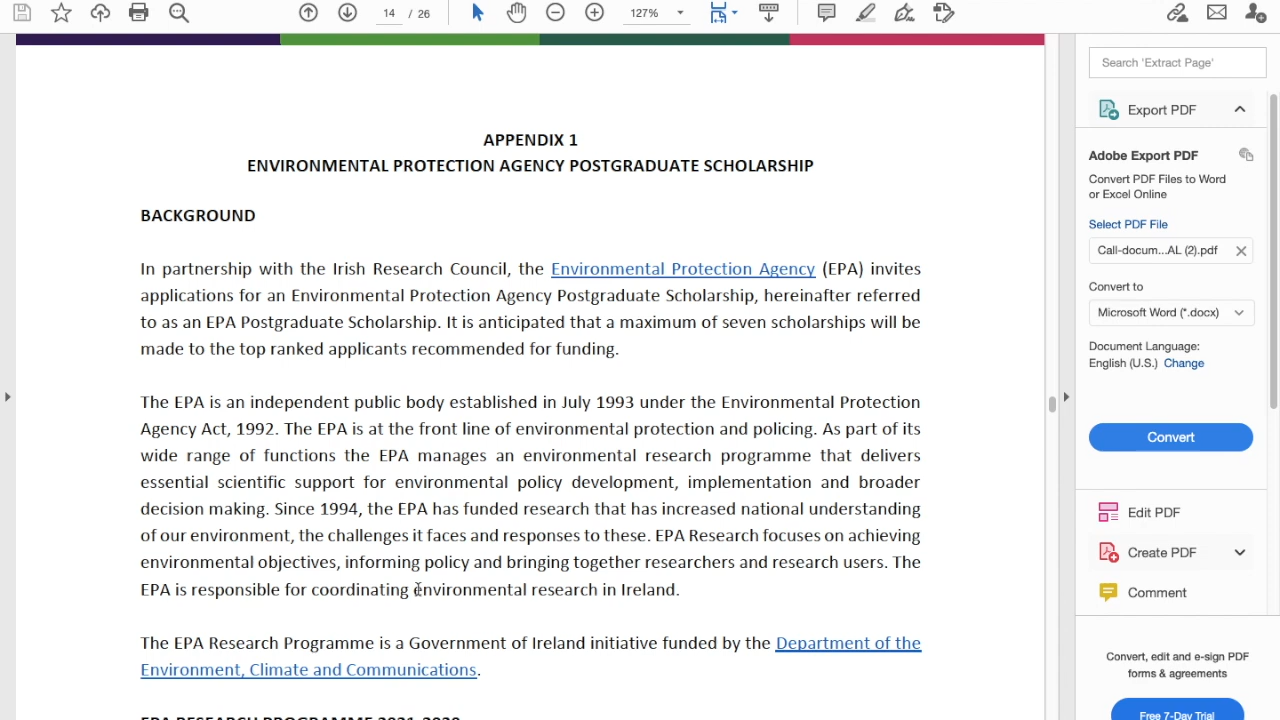 14 / 26
127%
Search 'Extract Page'
Export PDF
APPENDIX 1
ENVIRONMENTAL PROTECTION AGENCY POSTGRADUATE SCHOLARSHIP
BACKGROUND
In partnership with the Irish Research Council, the Environmental Protection Agency (EPA) invites
applications for an Environmental Protection Agency Postgraduate Scholarship, hereinafter referred
to as an EPA Postgraduate Scholarship. It is anticipated that a maximum of seven scholarships will be
made to the top ranked applicants recommended for funding.
The EPA is an independent public body established in July 1993 under the Environmental Protection
Agency Act, 1992. The EPA is at the front line of environmental protection and policing. As part of its
wide range of functions the EPA manages an environmental research programme that delivers
essential scientific support for environmental policy development, implementation and broader
decision making. Since 1994, the EPA has funded research that has increased national understanding
of our environment, the challenges it faces and responses to these. EPA Research focuses on achieving
environmental objectives, informing policy and bringing together researchers and research users. The
EPA is responsible for coordinating environmental research in Ireland.
The EPA Research Programme is a Government of Ireland initiative funded by the Department of the
Environment, Climate and Communications.
EPA RESEARCH PROGRAMME 2021-2030
Adobe Export PDF
Convert PDF Files to Word
or Excel Online
Select PDF File
Call-docum...AL (2).pdf
Convert to
Microsoft Word (*.docx)
Document Language:
English (U.S.) Change
Convert
Edit PDF
Create PDF
Comment
Convert, edit and e-sign PDF
forms & agreements
Free 7-Day Trial